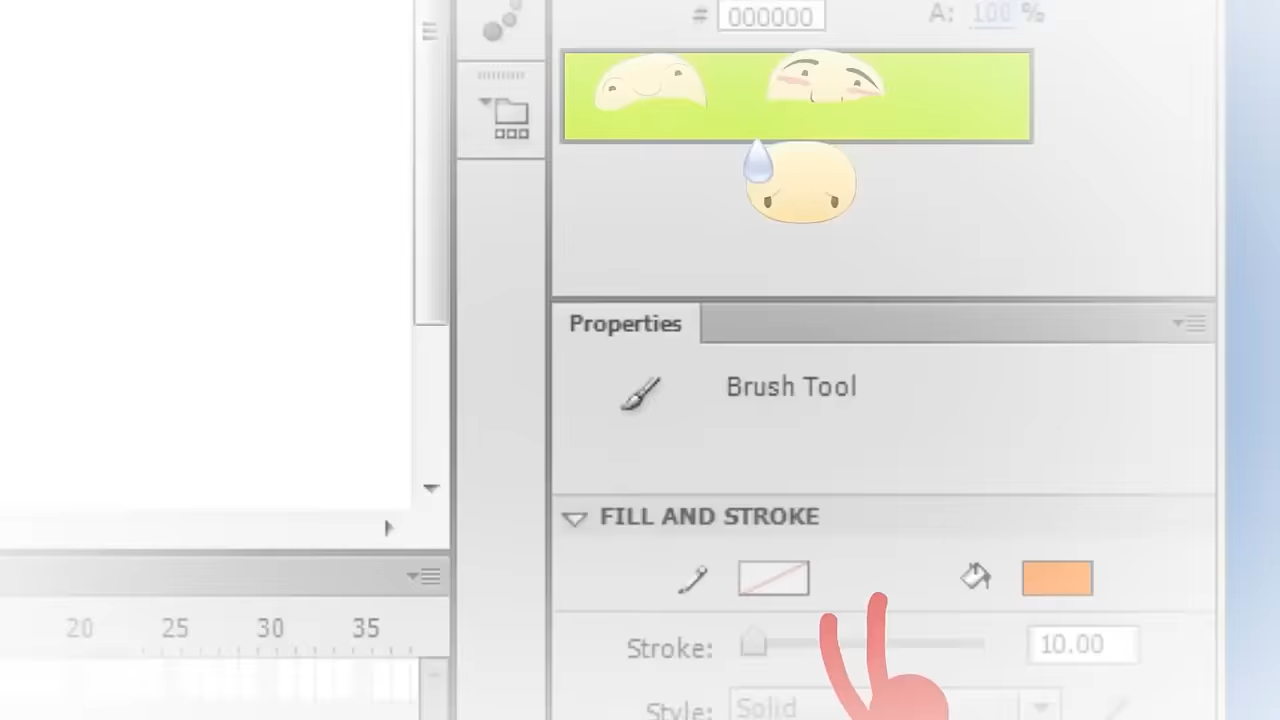 # 000000 A: 100 %
Properties
Brush Tool
FILL AND STROKE
20 25 30 35
Stroke: 10.00
Style: Solid